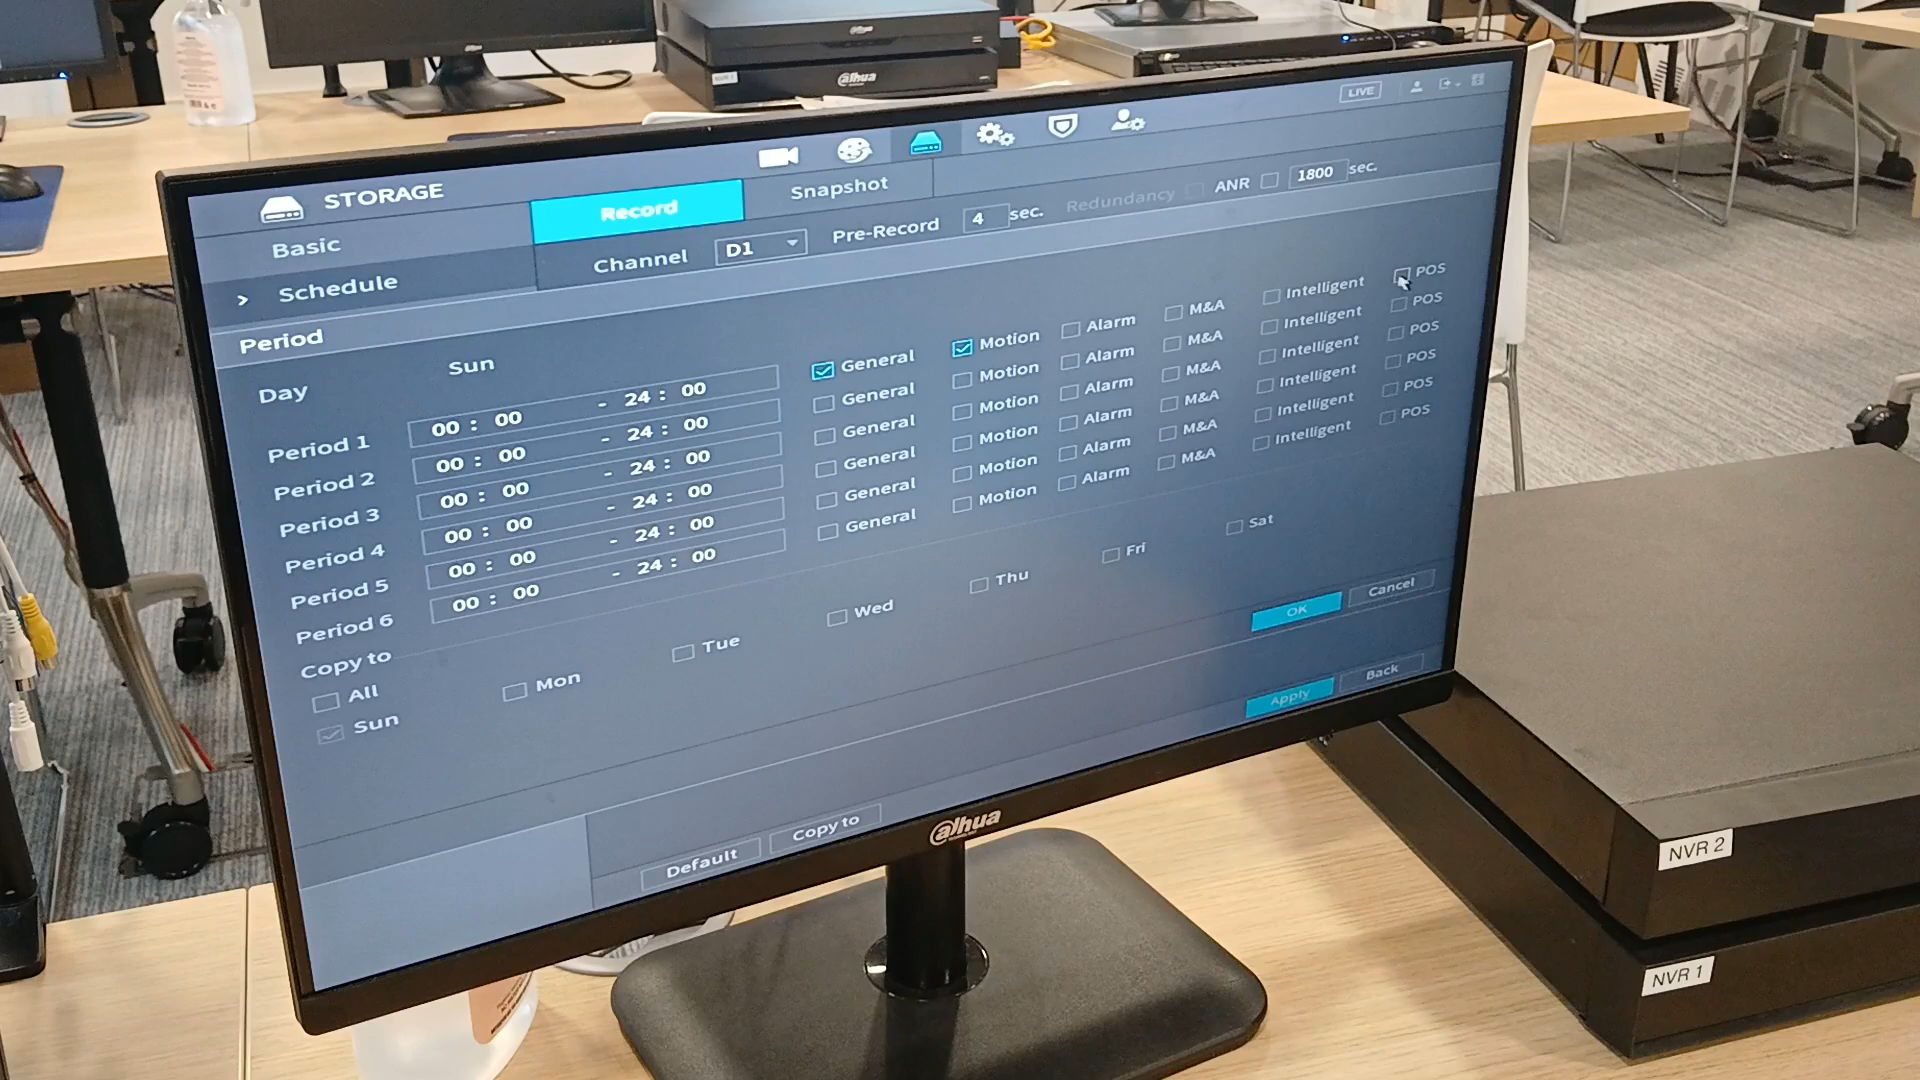 alhua
LIVE
STORAGE
Record
Snapshot
Basic
Channel D1 Pre-Record 4 sec. Redundancy ANR 1800 sec.
Schedule
Period
Day Sun
Period 1 00 : 00 - 24 : 00 General Motion Alarm M&A Intelligent POS
Period 2 00 : 00 - 24 : 00 General Motion Alarm M&A Intelligent POS
Period 3 00 : 00 - 24 : 00 General Motion Alarm M&A Intelligent POS
Period 4 00 : 00 - 24 : 00 General Motion Alarm M&A Intelligent POS
Period 5 00 : 00 - 24 : 00 General Motion Alarm M&A Intelligent POS
Period 6 00 : 00 - 24 : 00 General Motion Alarm M&A Intelligent POS
Copy to
All
Sun Mon Tue Wed Thu Fri Sat
OK Cancel
Apply Back
Default Copy to
alhua
NVR 2
NVR 1